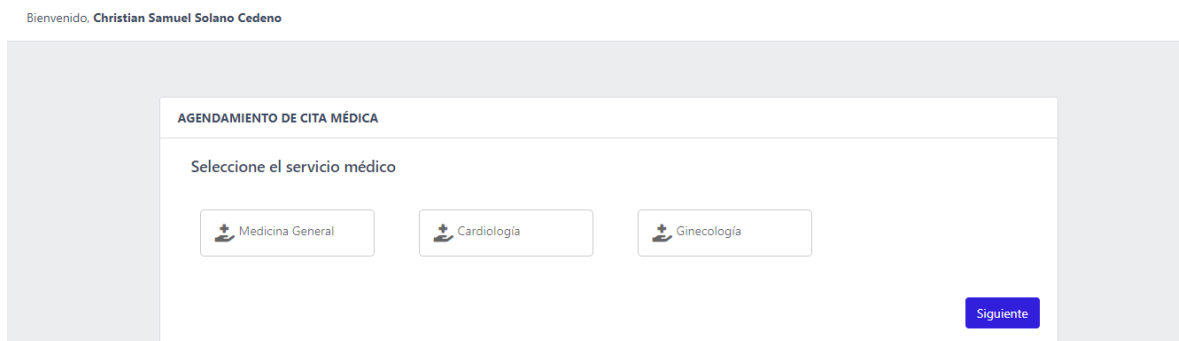 Bienvenido, Christian Samuel Solano Cedeno
AGENDAMIENTO DE CITA MÉDICA
Seleccione el servicio médico
Medicina General Cardiología Ginecología
Siguiente